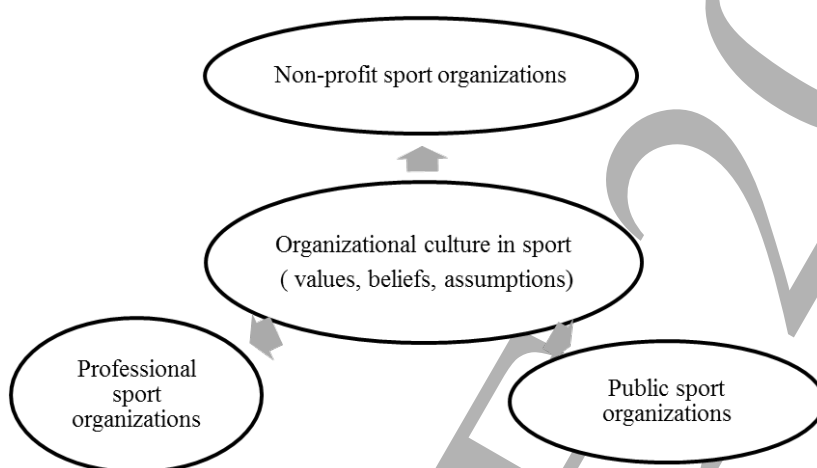 Non-profit sport organizations
Organizational culture in sport
( values, beliefs, assumptions)
Professional
sport
organizations
Public sport
organizations